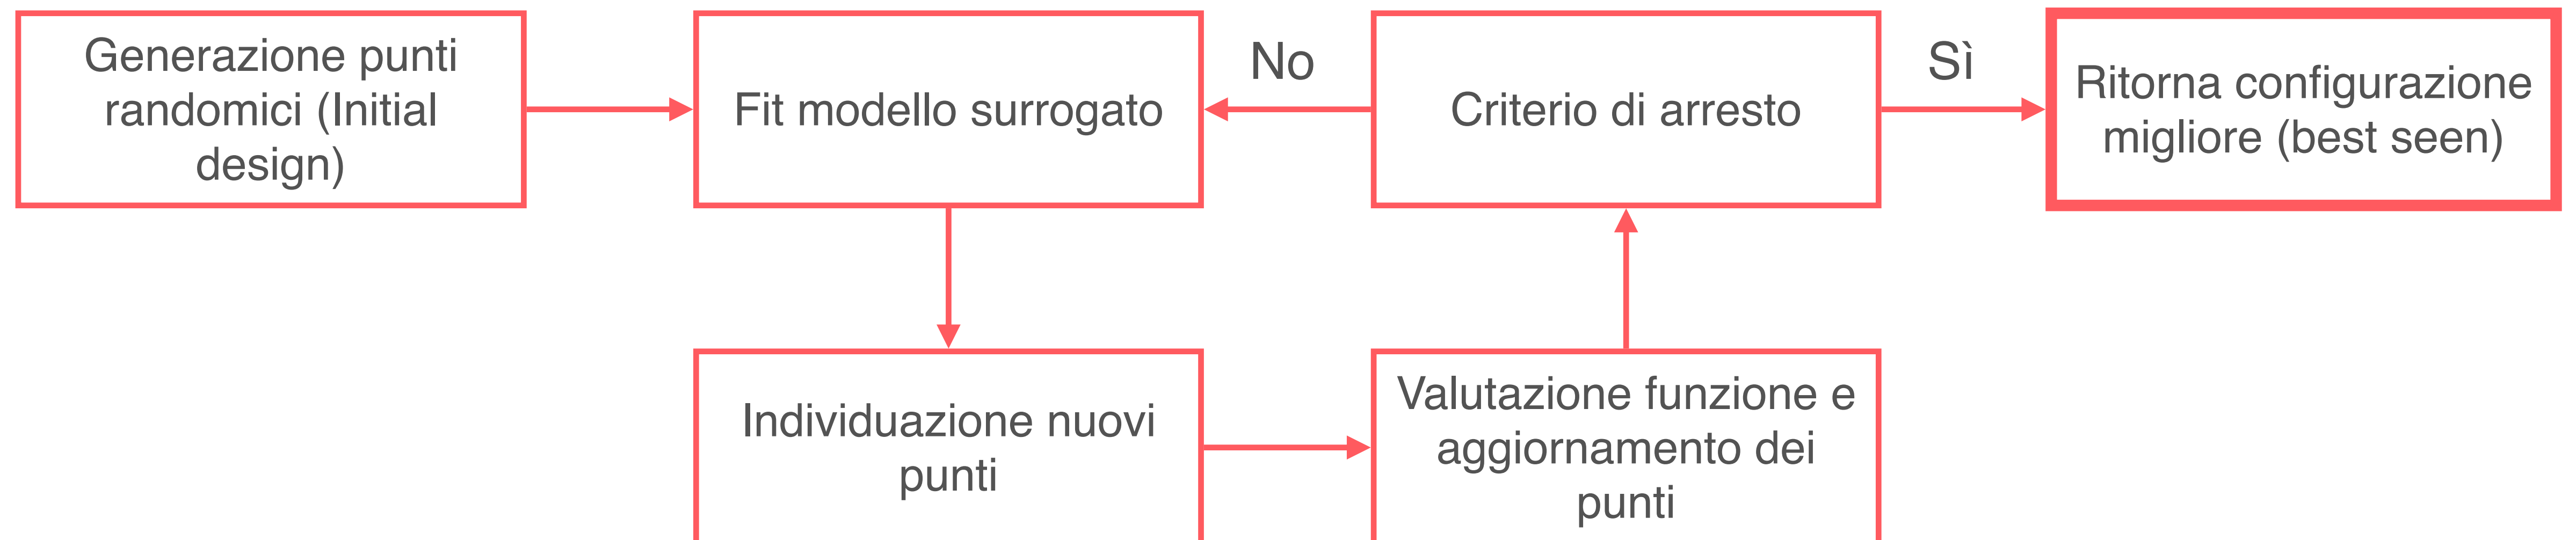 Generazione punti
randomici (Initial
design)
Fit modello surrogato
No
Criterio di arresto
Sì
Ritorna configurazione
migliore (best seen)
Individuazione nuovi
punti
Valutazione funzione e
aggiornamento dei
punti